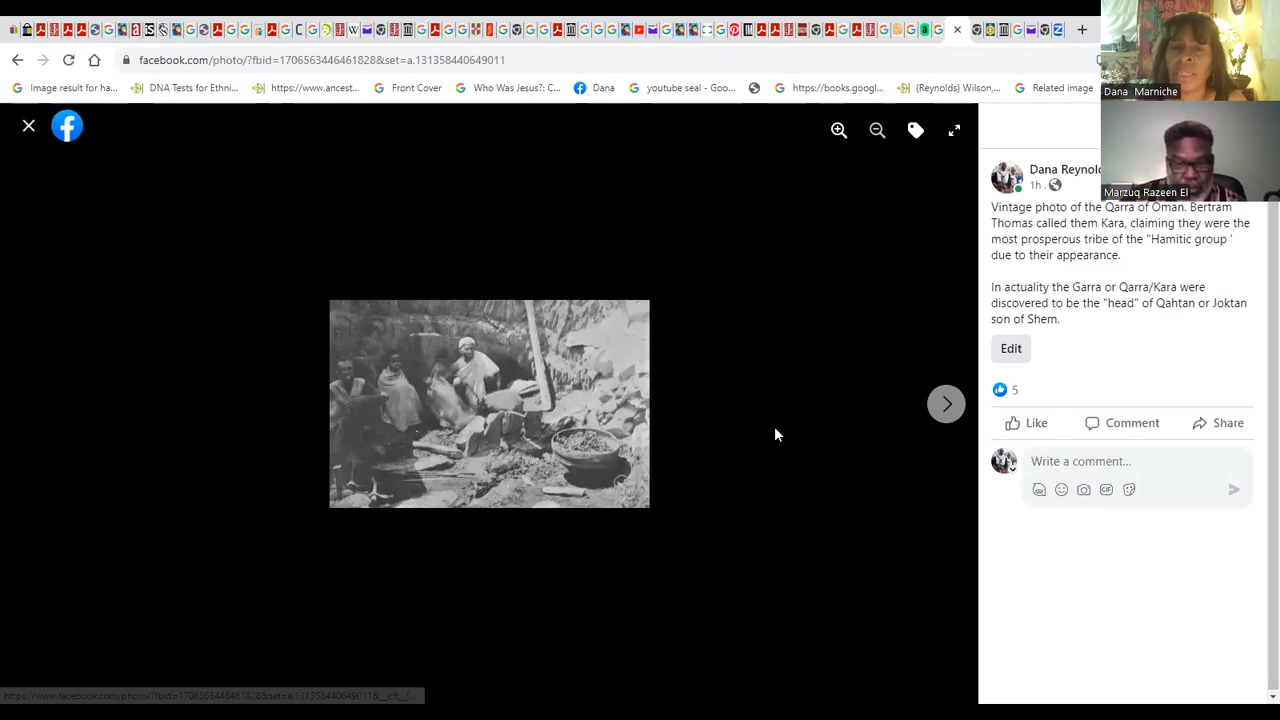 facebook.com/photo/?fbid=1706563446461828&set=a.131358440649011
Image result for ha...
DNA Tests for Ethni...
https://www.ancest...
Front Cover
Who Was Jesus?: C...
Dana
youtube seal - Goo...
https://books.googl...
(Reynolds) Wilson,...
Related image
Dana Marniche
Marzuq Razeen El
Dana Reynol
1h .
Vintage photo of the Qarra of Oman. Bertram
Thomas called them Kara, claiming they were the
most prosperous tribe of the "Hamitic group '
due to their appearance.
In actuality the Garra or Qarra/Kara were
discovered to be the "head" of Qahtan or Joktan
son of Shem.
Edit
5
Like
Comment
Share
Write a comment...